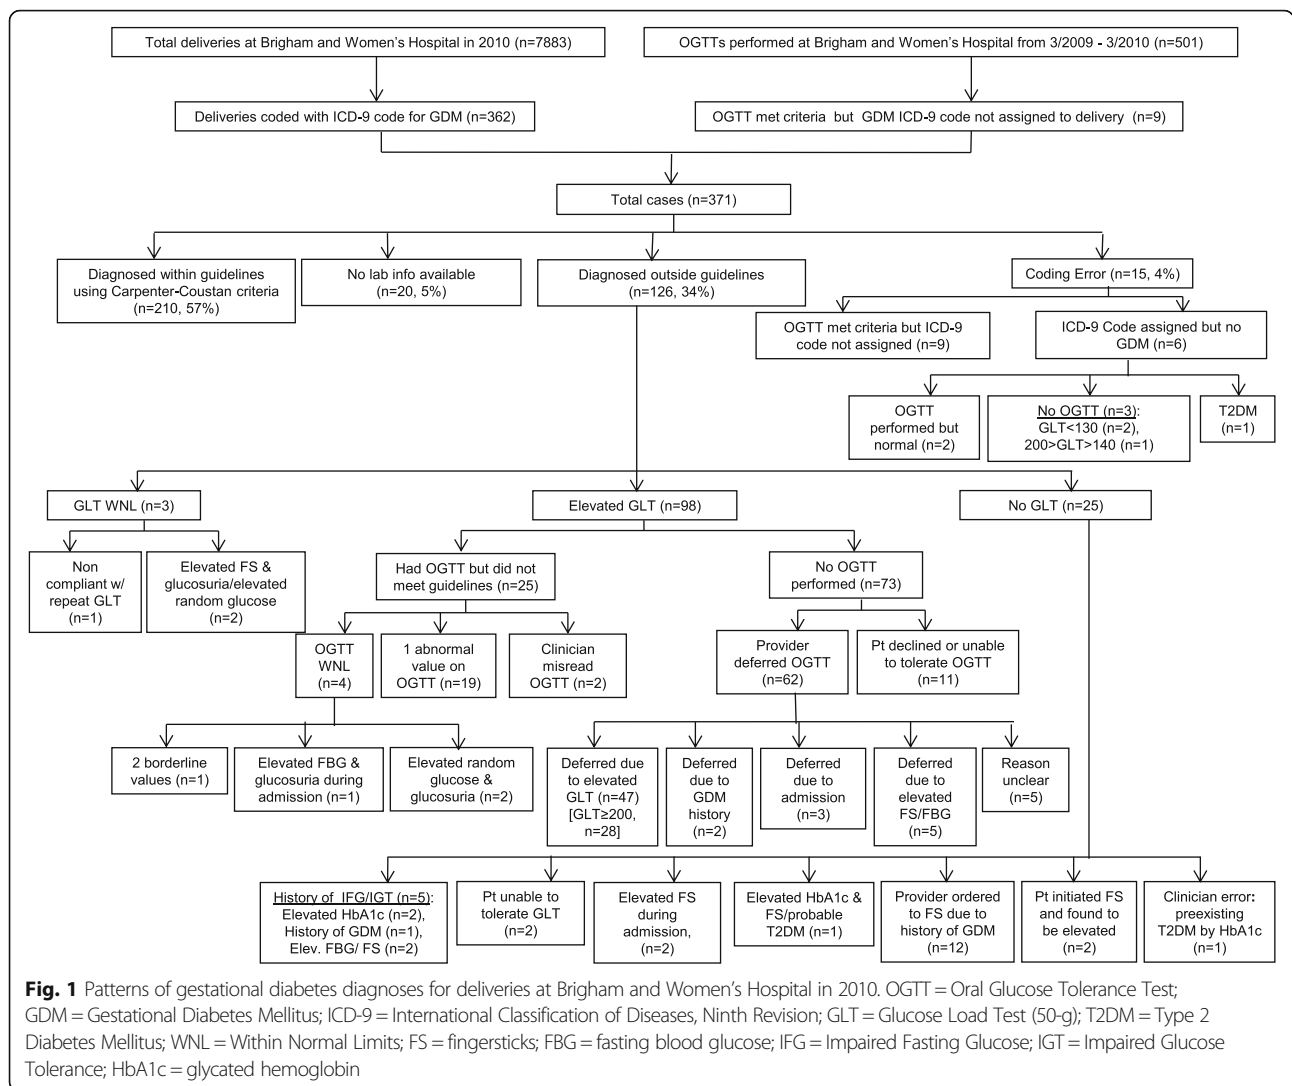 Total deliveries at Brigham and Women's Hospital in 2010 (n=7883)
OGTTs performed at Brigham and Women's Hospital from 3/2009 - 3/2010 (n=501)
Deliveries coded with ICD-9 code for GDM (n=362)
OGTT met criteria but GDM ICD-9 code not assigned to delivery (n=9)
Total cases (n=371)
Diagnosed within guidelines
using Carpenter-Coustan criteria
(n=210, 57%)
No lab info available
(n=20, 5%)
Diagnosed outside guidelines
(n=126, 34%)
Coding Error (n=15, 4%)
OGTT met criteria but ICD-9
code not assigned (n=9)
ICD-9 Code assigned but no
GDM (n=6)
OGTT
performed but
normal (n=2)
No OGTT (n=3):
GLT<130 (n=2),
200>GLT>140 (n=1)
T2DM
(n=1)
GLT WNL (n=3)
Elevated GLT (n=98)
No GLT (n=25)
Non
compliant w/
repeat GLT
(n=1)
Elevated FS &
glucosuria/elevated
random glucose
(n=2)
Had OGTT but did not
meet guidelines (n=25)
No OGTT
performed (n=73)
OGTT
WNL
(n=4)
1 abnormal
value on
OGTT (n=19)
Clinician
misread
OGTT (n=2)
Provider
deferred OGTT
(n=62)
Pt declined or unable
to tolerate OGTT
(n=11)
2 borderline
values (n=1)
Elevated FBG &
glucosuria during
admission (n=1)
Elevated random
glucose &
glucosuria (n=2)
Deferred due
to elevated
GLT (n=47)
[GLT≥200,
n=28]
Deferred
due to
GDM
history
(n=2)
Deferred
due to
admission
(n=3)
Deferred
due to
elevated
FS/FBG
(n=5)
Reason
unclear
(n=5)
History of IFG/IGT (n=5):
Elevated HbA1c (n=2),
History of GDM (n=1),
Elev. FBG/ FS (n=2)
Pt unable to
tolerate GLT
(n=2)
Elevated FS
during
admission,
(n=2)
Elevated HbA1c &
FS/probable
T2DM (n=1)
Provider ordered
to FS due to
history of GDM
(n=12)
Pt initiated FS
and found to
be elevated
(n=2)
Clinician error:
preexisting
T2DM by HbA1c
(n=1)
Fig. 1 Patterns of gestational diabetes diagnoses for deliveries at Brigham and Women's Hospital in 2010. OGTT = Oral Glucose Tolerance Test;
GDM = Gestational Diabetes Mellitus; ICD-9 = International Classification of Diseases, Ninth Revision; GLT = Glucose Load Test (50-g); T2DM = Type 2
Diabetes Mellitus; WNL = Within Normal Limits; FS = fingersticks; FBG = fasting blood glucose; IFG = Impaired Fasting Glucose; IGT = Impaired Glucose
Tolerance; HbA1c = glycated hemoglobin